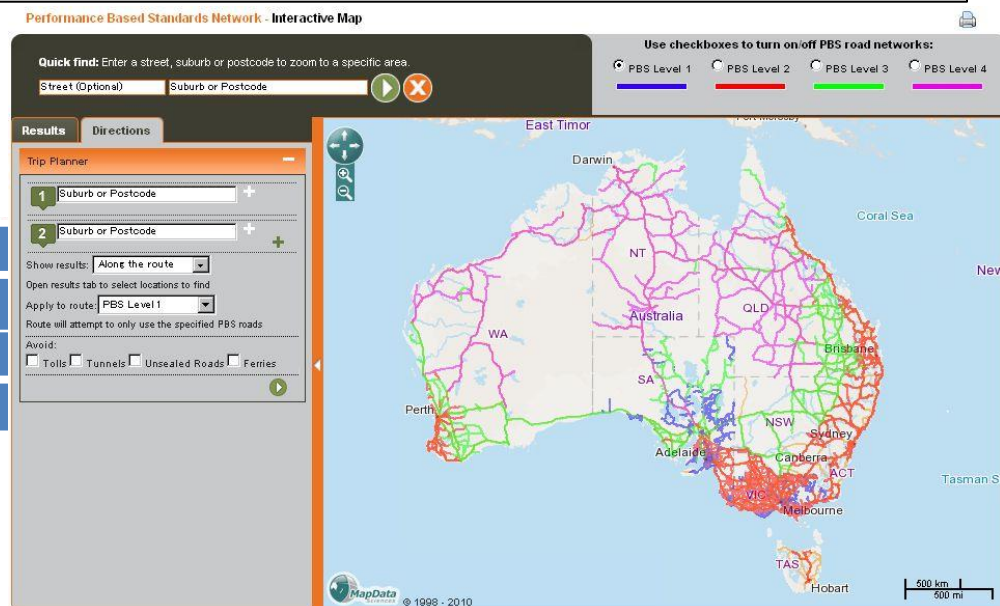 Performance Based Standards Network - Interactive Map
Quick find: Enter a street, suburb or postcode to zoom to a specific area.
Street (Optional) Suburb or Postcode
Use checkboxes to turn on/off PBS road networks:
PBS Level 1 PBS Level 2 PBS Level 3 PBS Level 4
Results Directions
Trip Planner
1 Suburb or Postcode
2 Suburb or Postcode
Show results: Along the route
Open results tab to select locations to find
Apply to route: PBS Level 1
Route will attempt to only use the specified PBS roads
Avoid:
Tolls Tunnels Unsealed Roads Ferries
East Timor
Darwin
Coral Sea
NT
New
Australia
QLD
WA
Brisbane
SA
Perth
NSW
Sydney
Adelaide
Canberra
ACT
Tasman S
VIC
Melbourne
TAS
Hobart
500 km
500 mi
MapData
SCIENCES
© 1998 - 2010